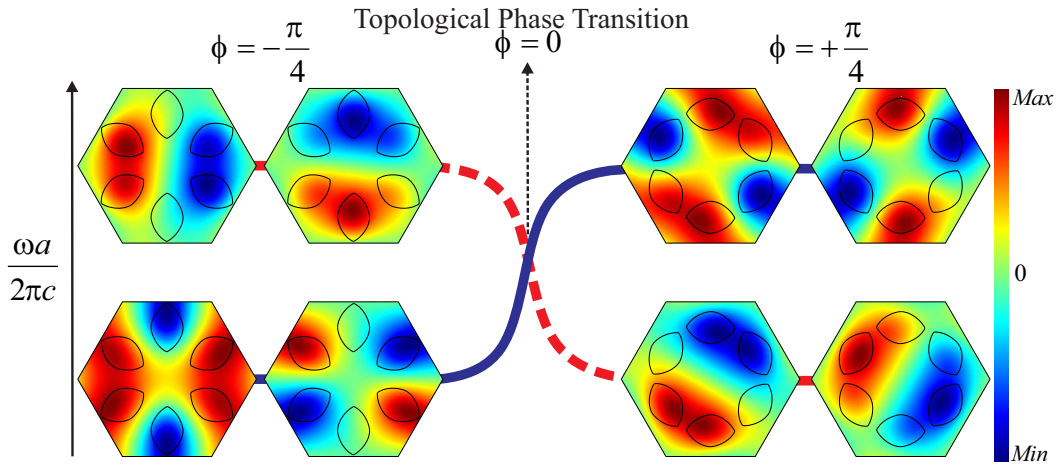 Topological Phase Transition
ϕ = −π/4
ϕ = 0
ϕ = +π/4
Max
ωa/2πc
0
Min